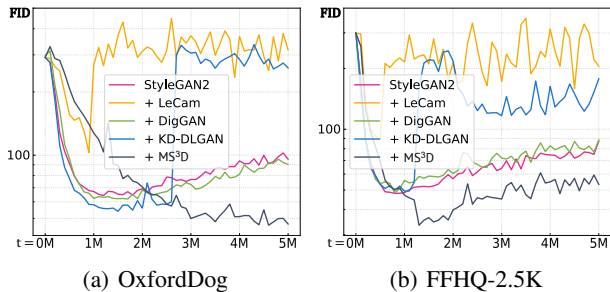 FID
100
StyleGAN2
+ LeCam
+ DigGAN
+ KD-DLGAN
+ MS³D
t = 0M 1M 2M 3M 4M 5M
(a) OxfordDog
FID
100
StyleGAN2
+ LeCam
+ DigGAN
+ KD-DLGAN
+ MS³D
0M 1M 2M 3M 4M 5M
(b) FFHQ-2.5K